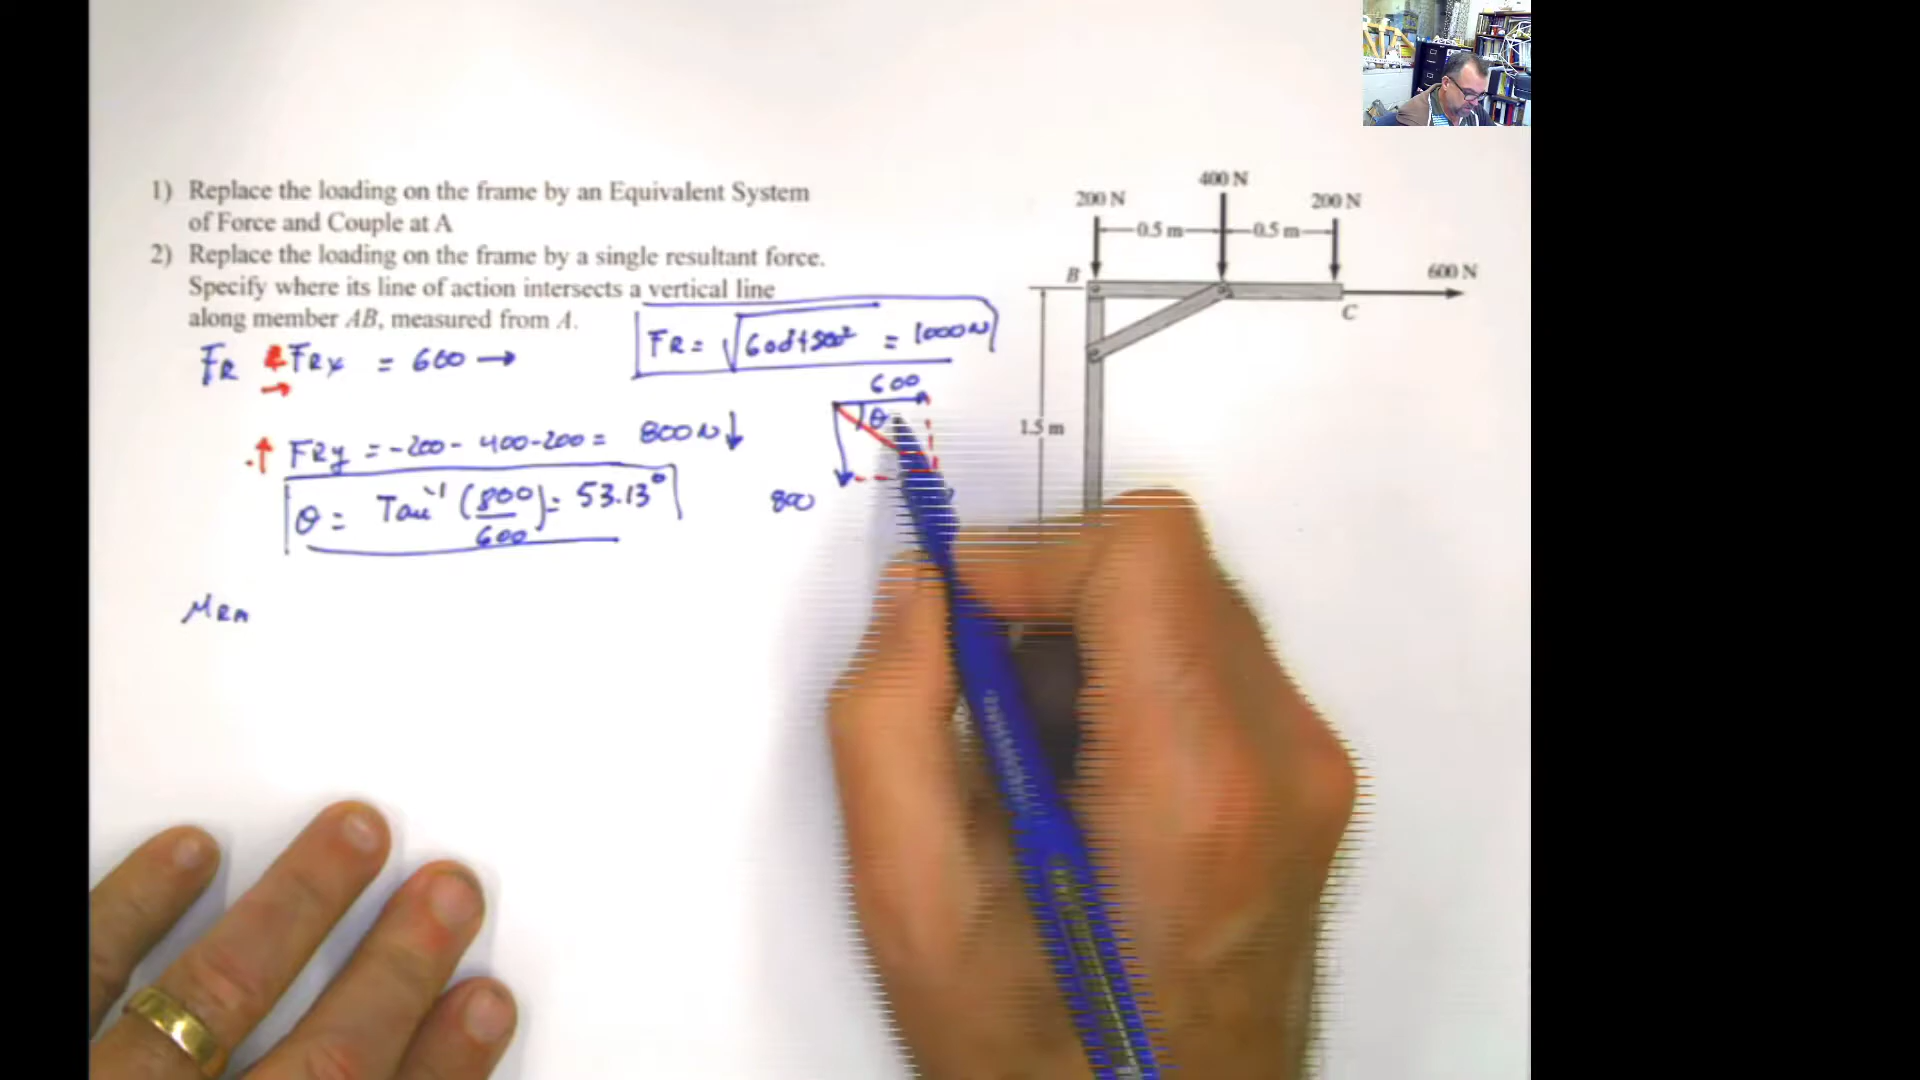 1) Replace the loading on the frame by an Equivalent System
of Force and Couple at A
2) Replace the loading on the frame by a single resultant force.
Specify where its line of action intersects a vertical line
along member AB, measured from A.
FR = √600²+800² = 1000N
FR FRx = 600 →
↑ FRy = -200 - 400 - 200 = 800N ↓
θ = Tan⁻¹ (800/600) = 53.13°
MRA
600
θ
800
400 N
200 N
200 N
0.5 m
0.5 m
600 N
B
C
1.5 m